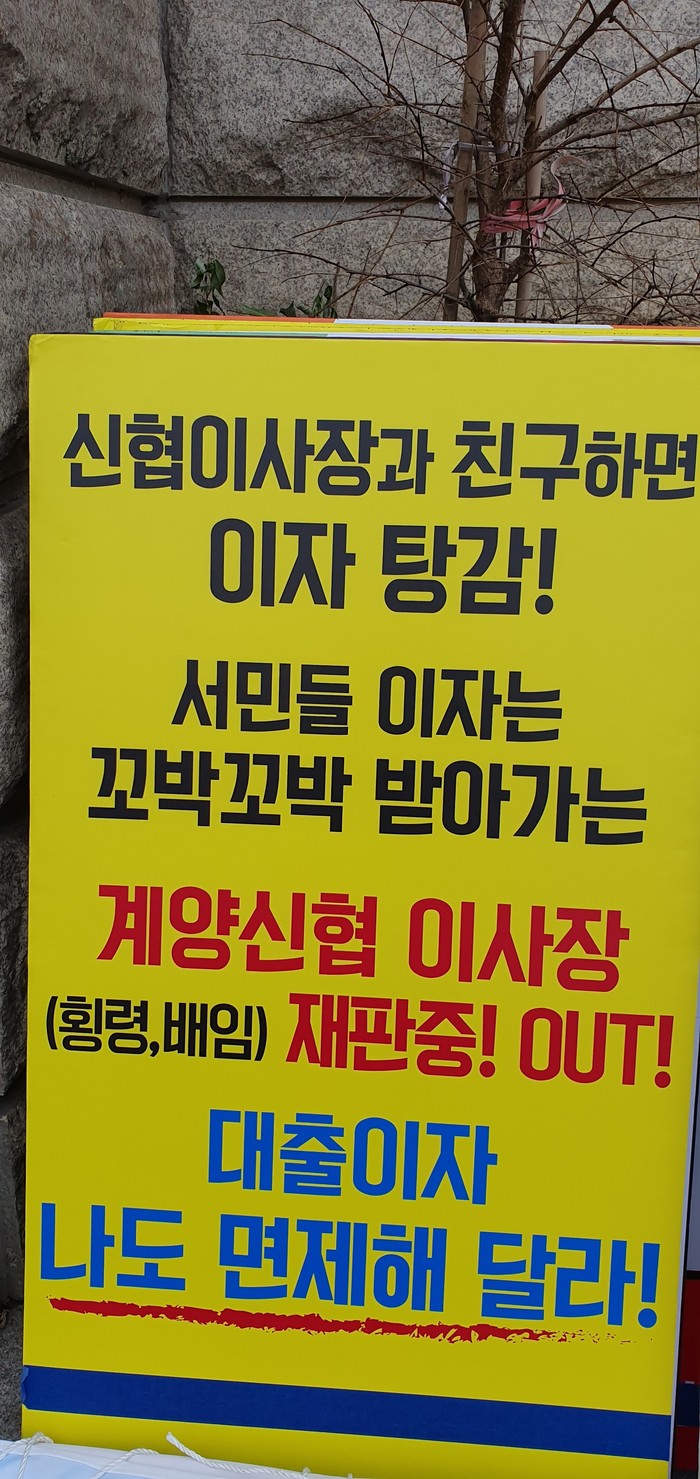 신협이사장과 친구하면
이자 탕감!
서민들 이자는
꼬박꼬박 받아가는
계양신협 이사장
(횡령,배임) 재판중! OUT!
대출이자
나도 면제해 달라!